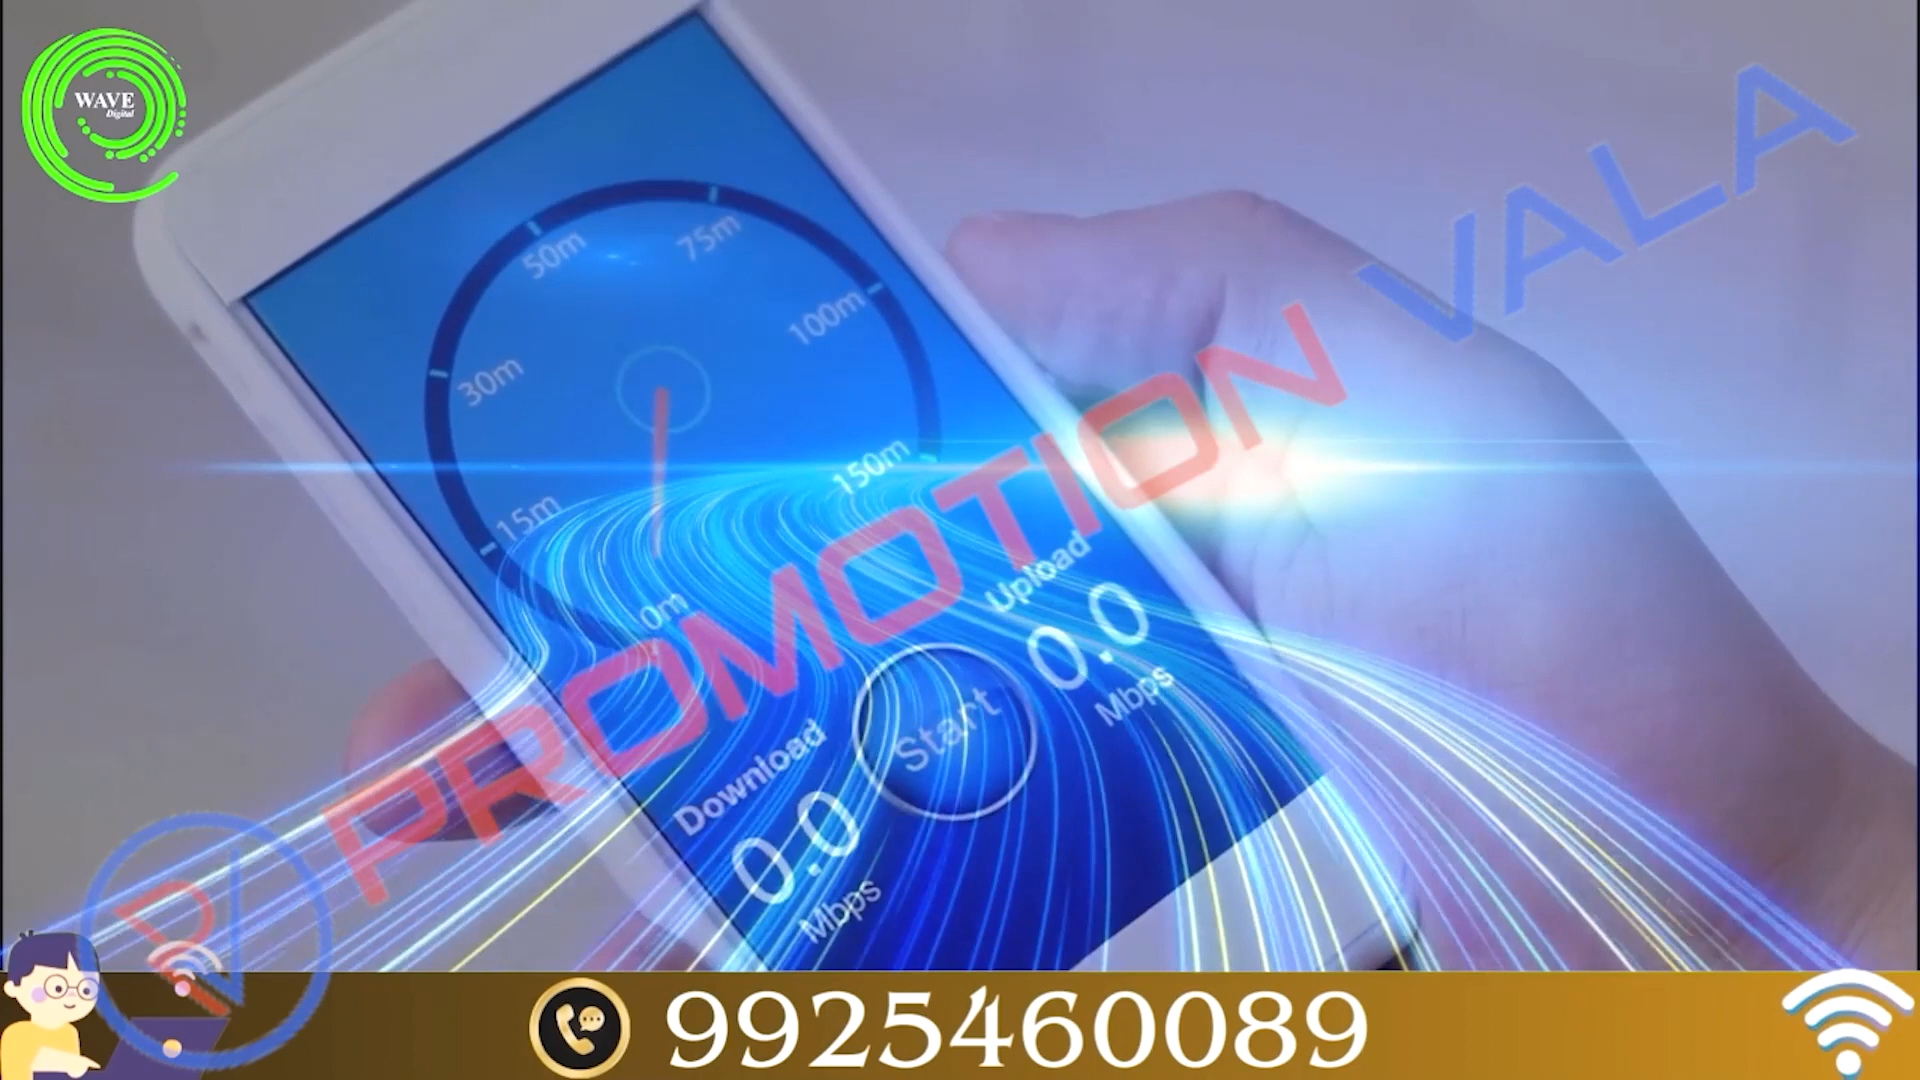 WAVE
Digital
50m
75m
100m
30m
150m
15m
0m
PROMOTION VALA
Upload
0.0
Mbps
Start
Download
0.0
Mbps
9925460089